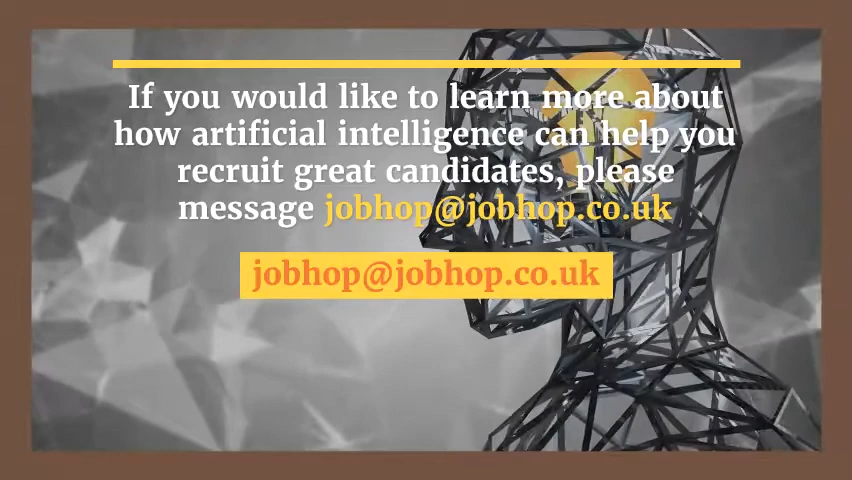 If you would like to learn more about
how artificial intelligence can help you
recruit great candidates, please
message jobhop@jobhop.co.uk
jobhop@jobhop.co.uk